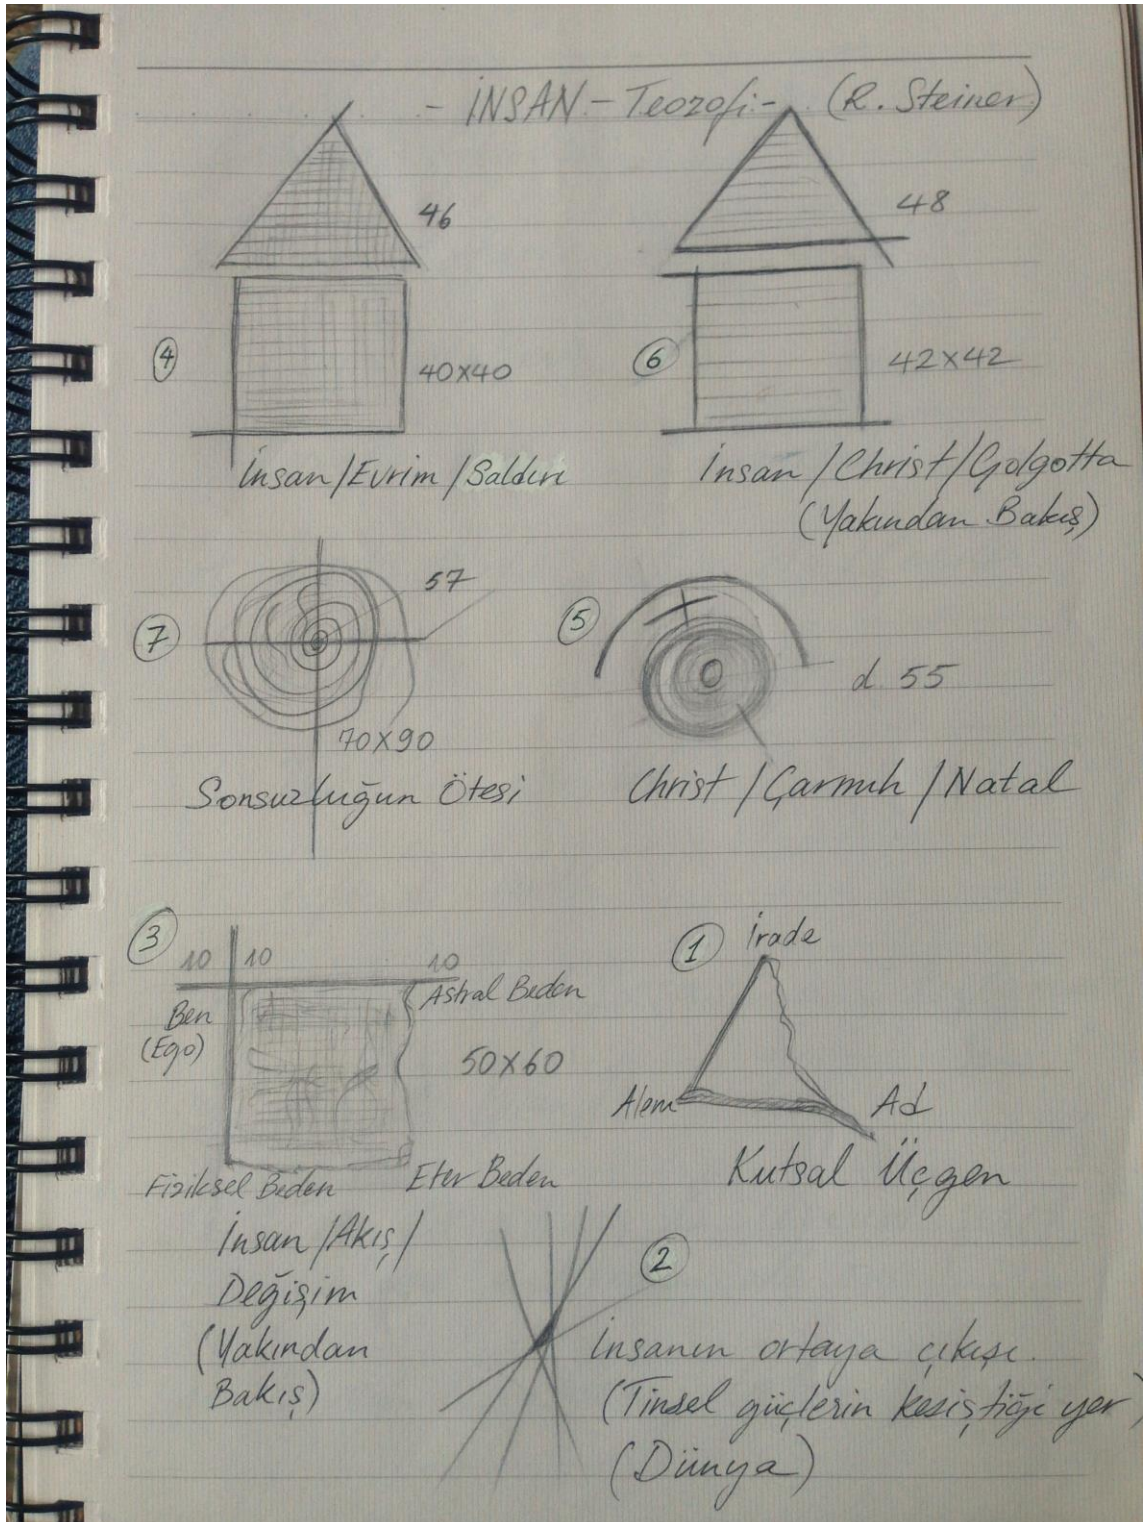 - İNSAN - Teozofi - (R. Steiner)
46
48
4
40x40
6
42x42
İnsan /Evrim /Saldırı
İnsan /Christ/Golgotta
(Yakından Bakış)
7
57
5
d 55
70x90
Sonsuzluğun Ötesi
Christ /Çarmıh /Natal
3
10 10 10
Ben
(Ego)
Astral Beden
50x60
Fiziksel Beden
Eter Beden
İnsan /Akış/
Değişim
(Yakından
Bakış)
1
İrade
Alem
Ad
Kutsal Üçgen
2
İnsanın ortaya çıkışı.
(Tinsel güçlerin kesiştiği yer)
(Dünya)